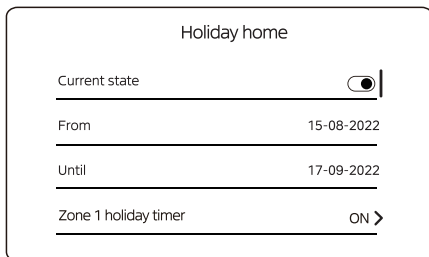 Holiday home
Current state
From 15-08-2022
Until 17-09-2022
Zone 1 holiday timer ON